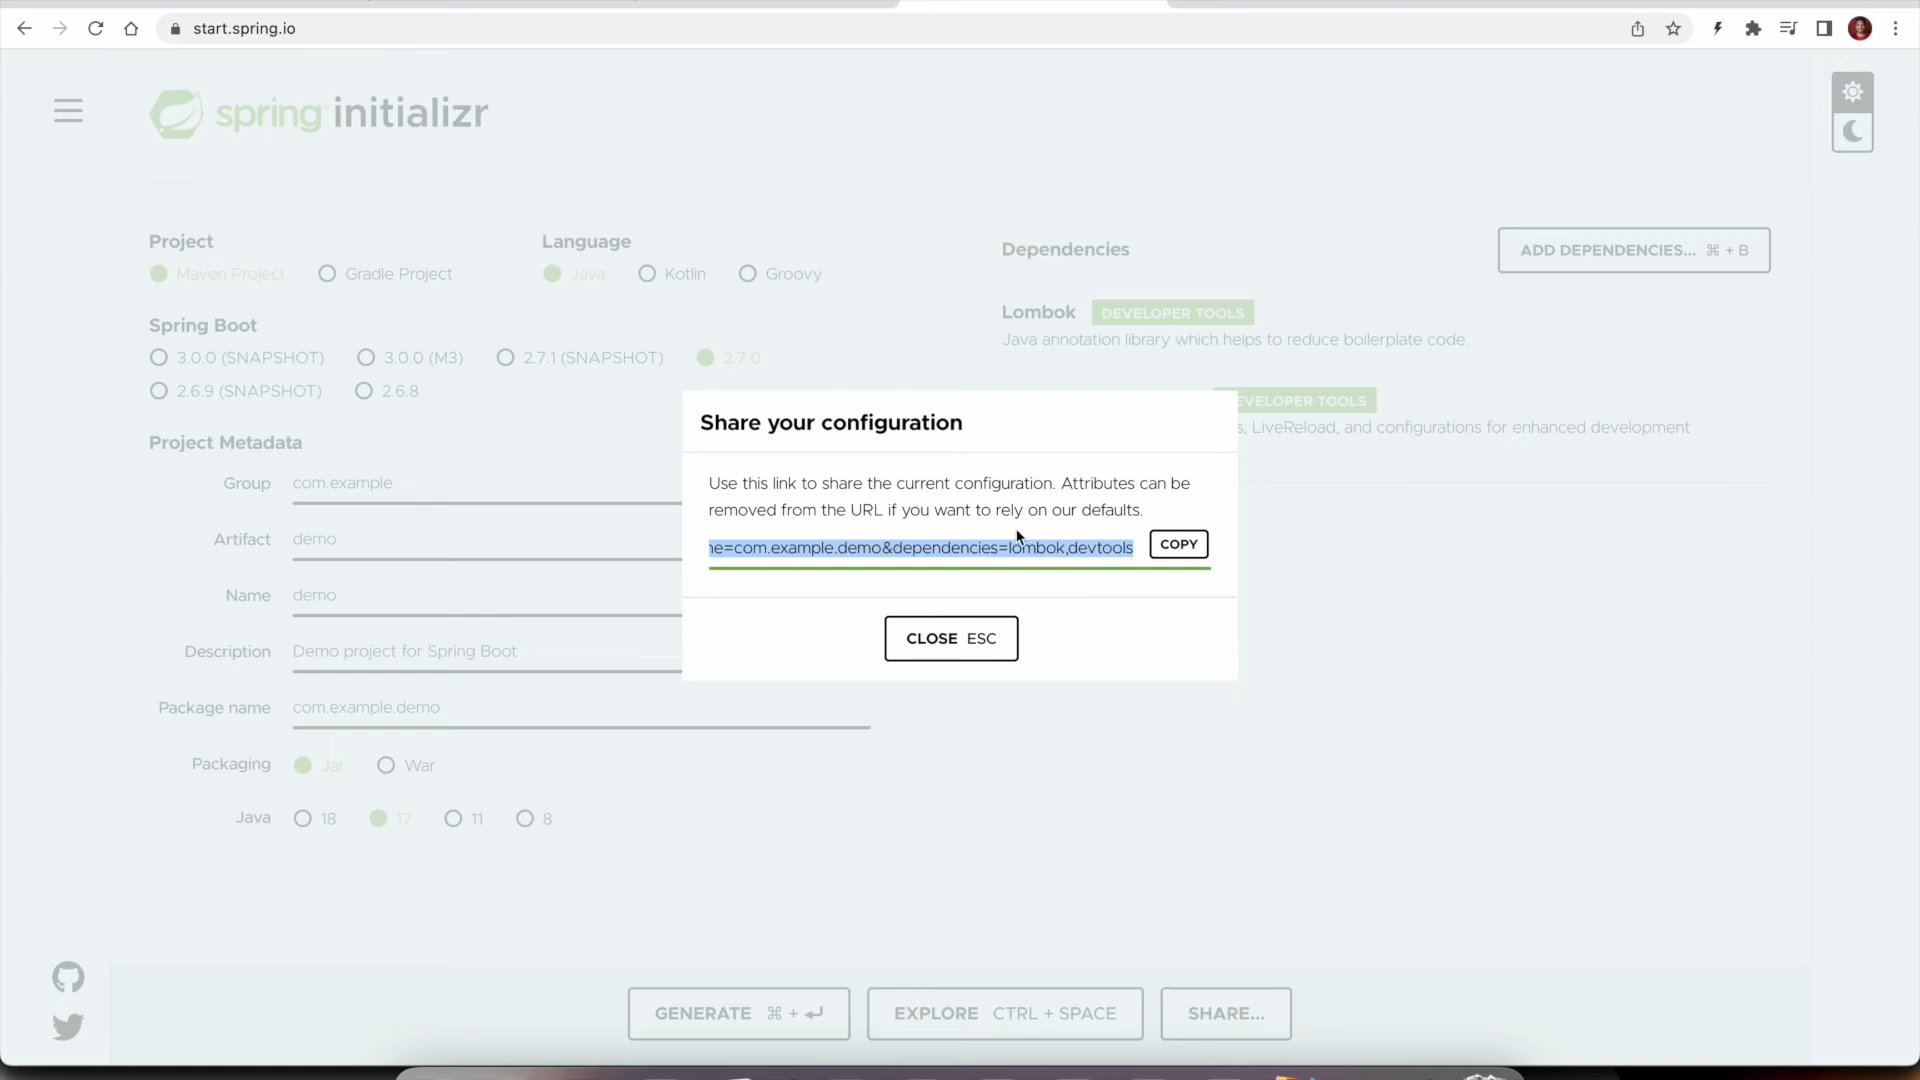 start.spring.io
spring initializr
Project
Maven Project
Gradle Project
Language
Java
Kotlin
Groovy
Dependencies
ADD DEPENDENCIES... ⌘ + B
Lombok DEVELOPER TOOLS
Java annotation library which helps to reduce boilerplate code.
Spring Boot
3.0.0 (SNAPSHOT)
3.0.0 (M3)
2.7.1 (SNAPSHOT)
2.7.0
2.6.9 (SNAPSHOT)
2.6.8
EVELOPER TOOLS
s, LiveReload, and configurations for enhanced development
Project Metadata
Group com.example
Artifact demo
Name demo
Description Demo project for Spring Boot
Package name com.example.demo
Packaging Jar War
Java 18 17 11 8
Share your configuration
Use this link to share the current configuration. Attributes can be
removed from the URL if you want to rely on our defaults.
ne=com.example.demo&dependencies=lombok,devtools
COPY
CLOSE ESC
GENERATE ⌘ + ↵
EXPLORE CTRL + SPACE
SHARE...